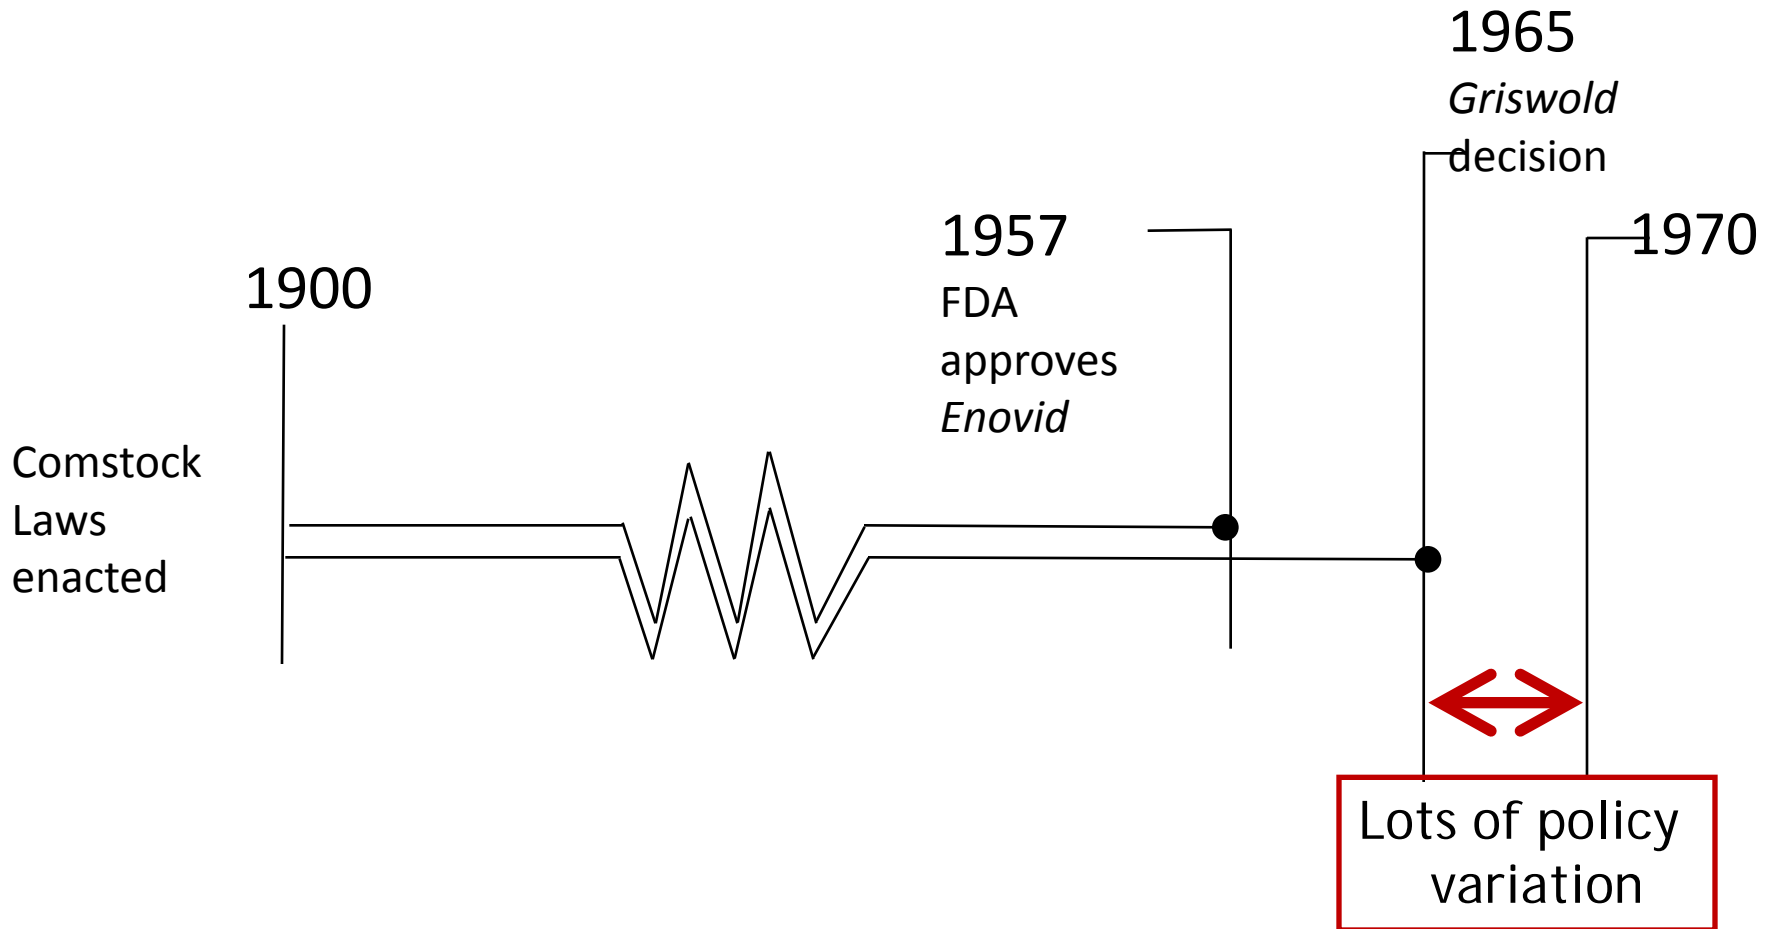 1965
Griswold
decision
1957
FDA
approves
Enovid
1970
1900
Comstock
Laws
enacted
Lots of policy
variation